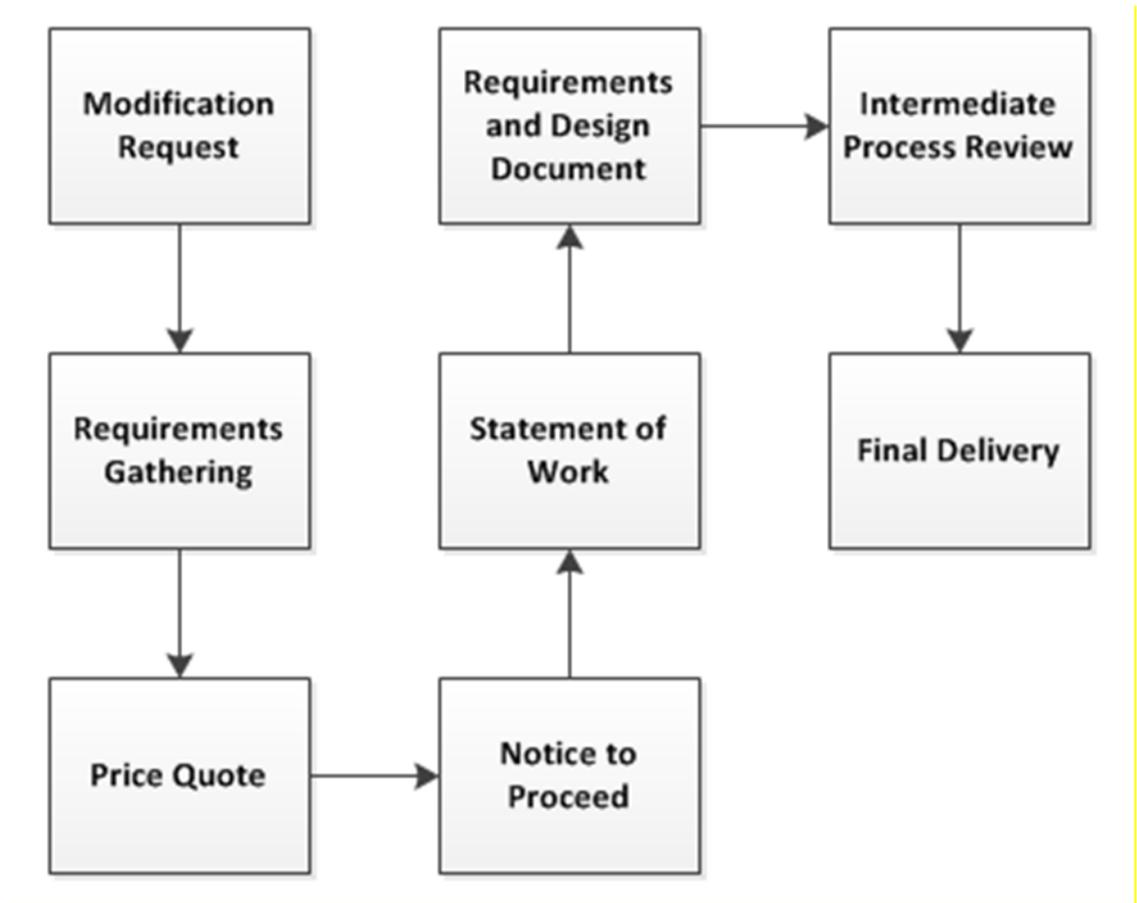 Modification
Request
Requirements
Gathering
Price Quote
Notice to
Proceed
Statement of
Work
Requirements
and Design
Document
Intermediate
Process Review
Final Delivery